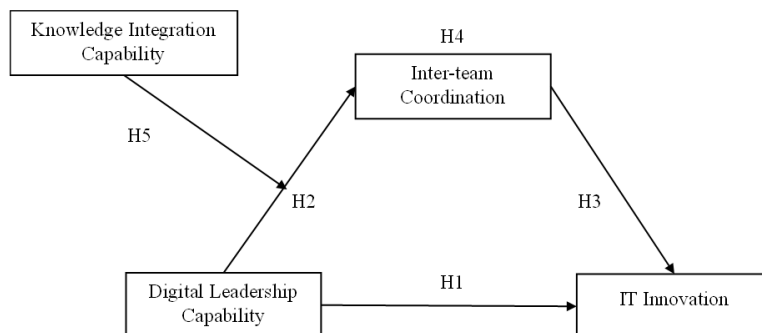 Knowledge Integration
Capability
H4
Inter-team
Coordination
H5
H2
H3
Digital Leadership
Capability
H1
IT Innovation